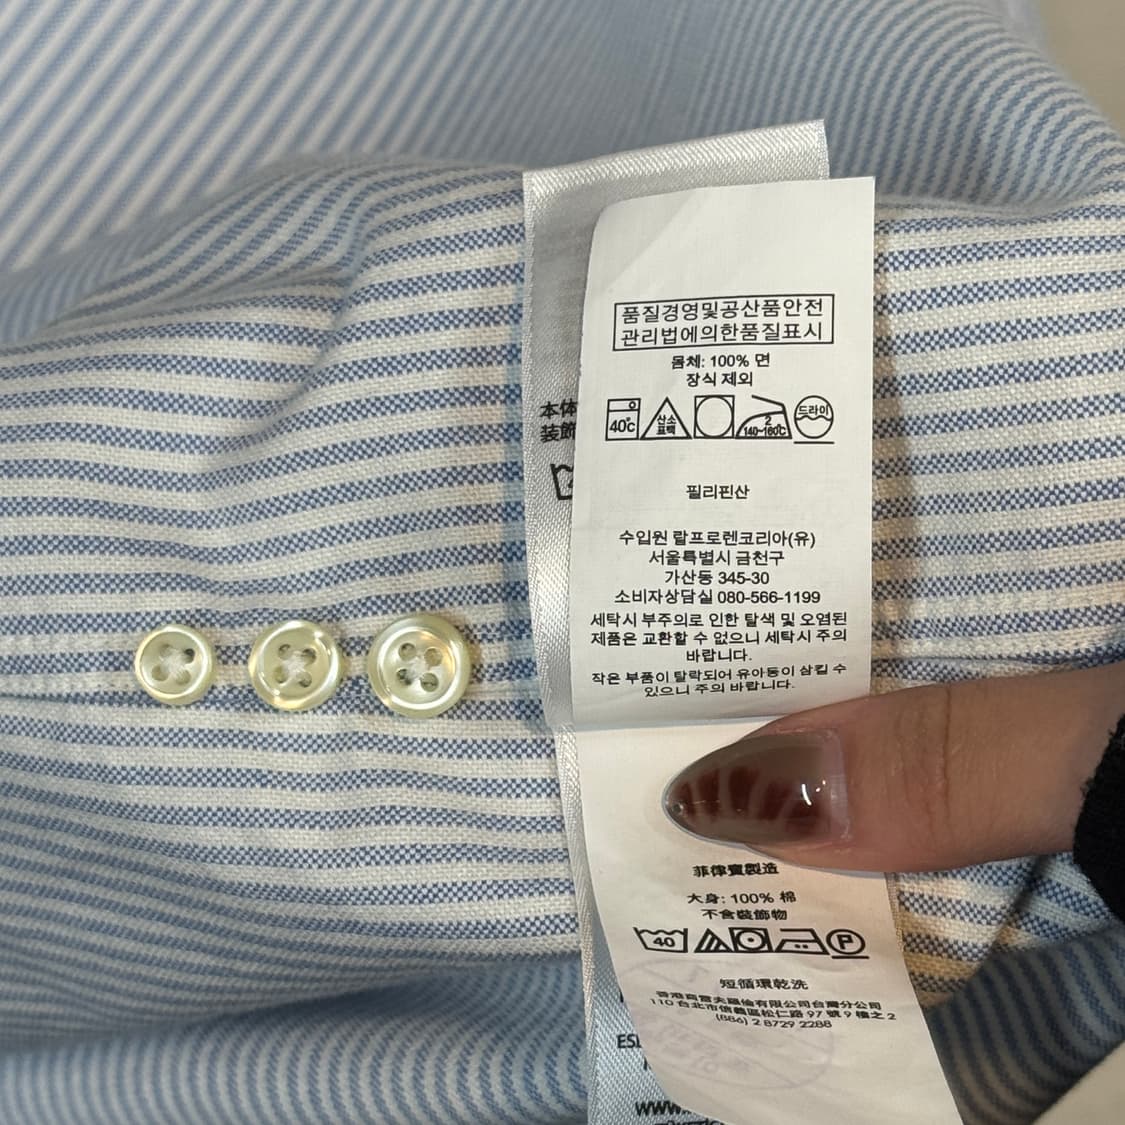 품질경영및공산품안전
관리법에의한품질표시
몸체: 100% 면
장식 제외
40℃ 산소 표백 2 140~160℃ 드라이
필리핀산
수입원 랄프로렌코리아(유)
서울특별시 금천구
가산동 345-30
소비자상담실 080-566-1199
세탁시 부주의로 인한 탈색 및 오염된
제품은 교환할 수 없으니 세탁시 주의
바랍니다.
작은 부품이 탈락되어 유아동이 삼킬 수
있으니 주의 바랍니다.
本体
装飾
菲律賓製造
大身: 100% 棉
不含裝飾物
40 P
短循環乾洗
香港商雷夫羅倫有限公司台灣分公司
110 台北市信義區松仁路 97 號 9 樓之 2
(886) 2 8729 2288
WWW.